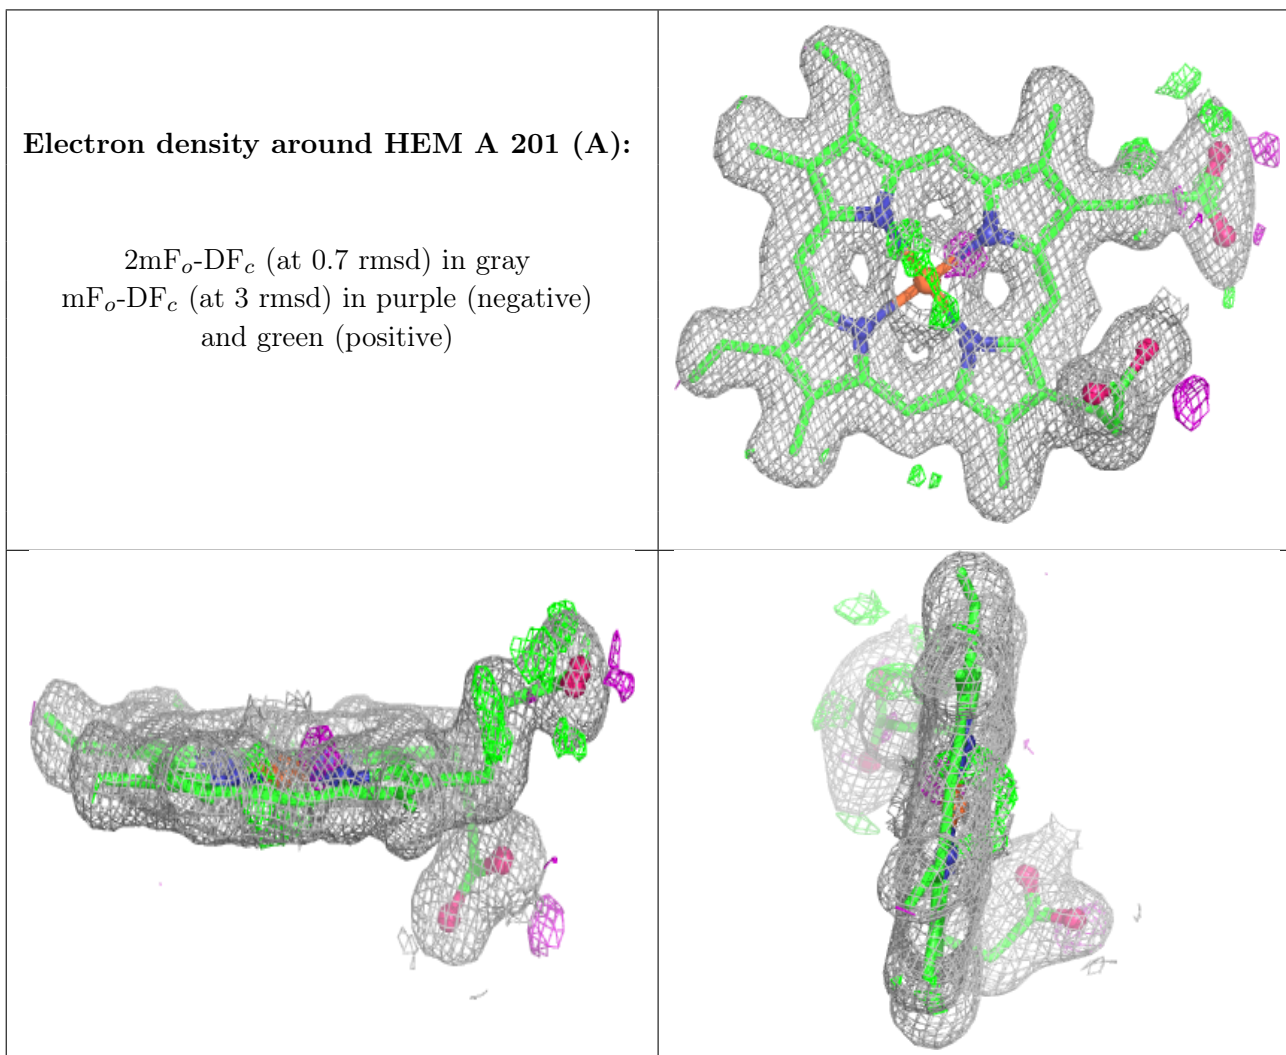 Electron density around HEM A 201 (A):
2mFₒ-DF𝒸 (at 0.7 rmsd) in gray
mFₒ-DF𝒸 (at 3 rmsd) in purple (negative)
and green (positive)